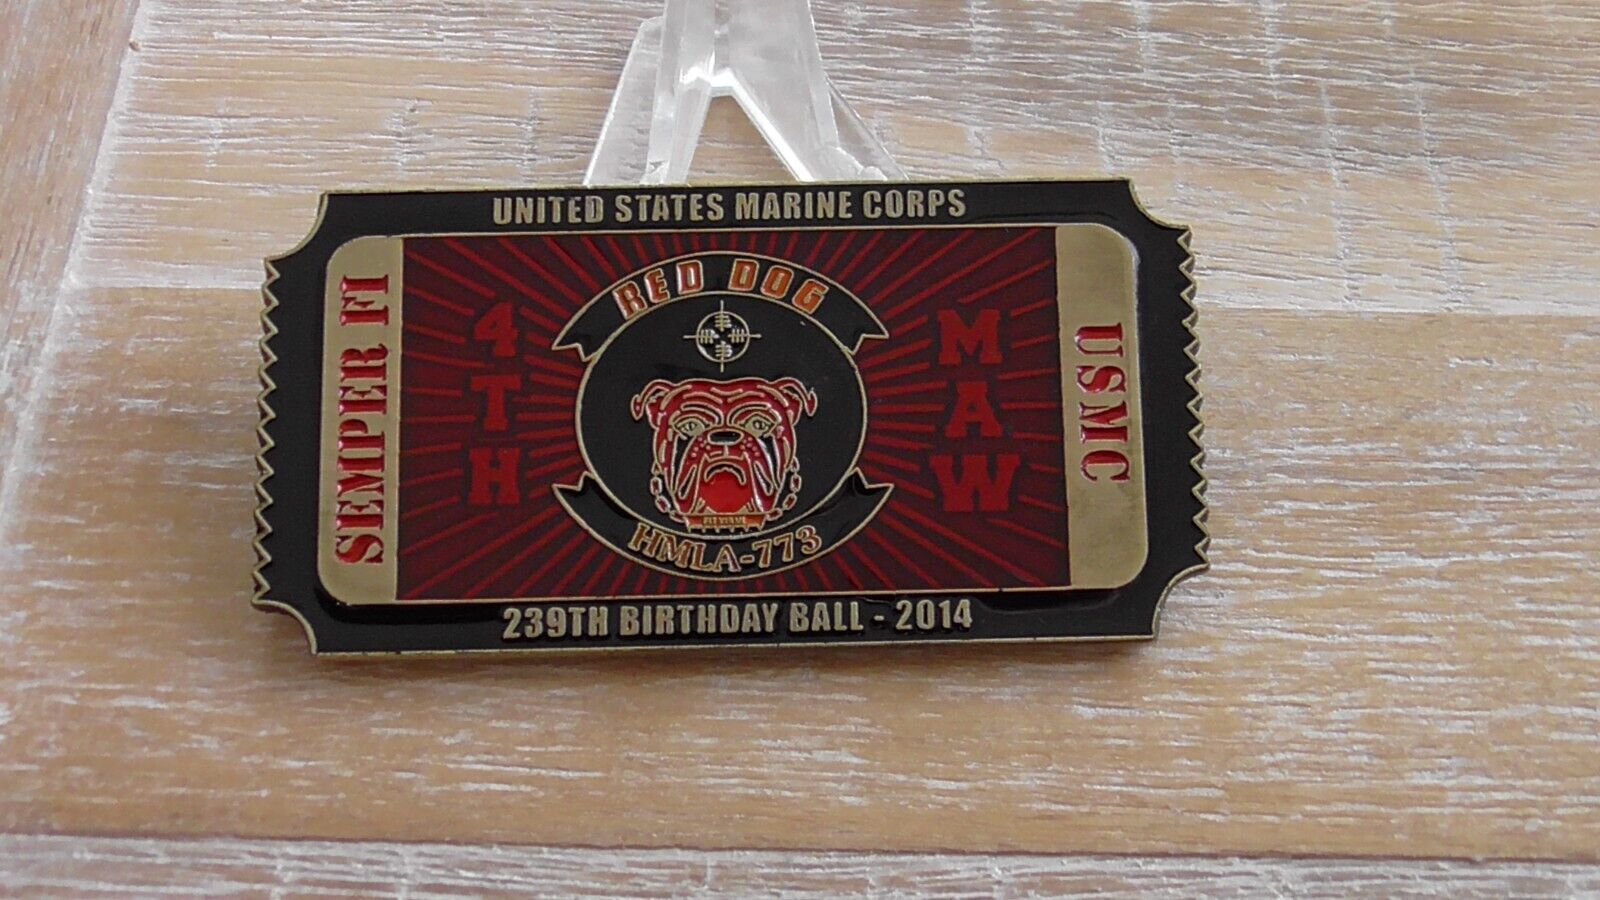 UNITED STATES MARINE CORPS
SEMPER FI
4TH
RED DOG
HMLA-773
MAW
USMC
239TH BIRTHDAY BALL - 2014